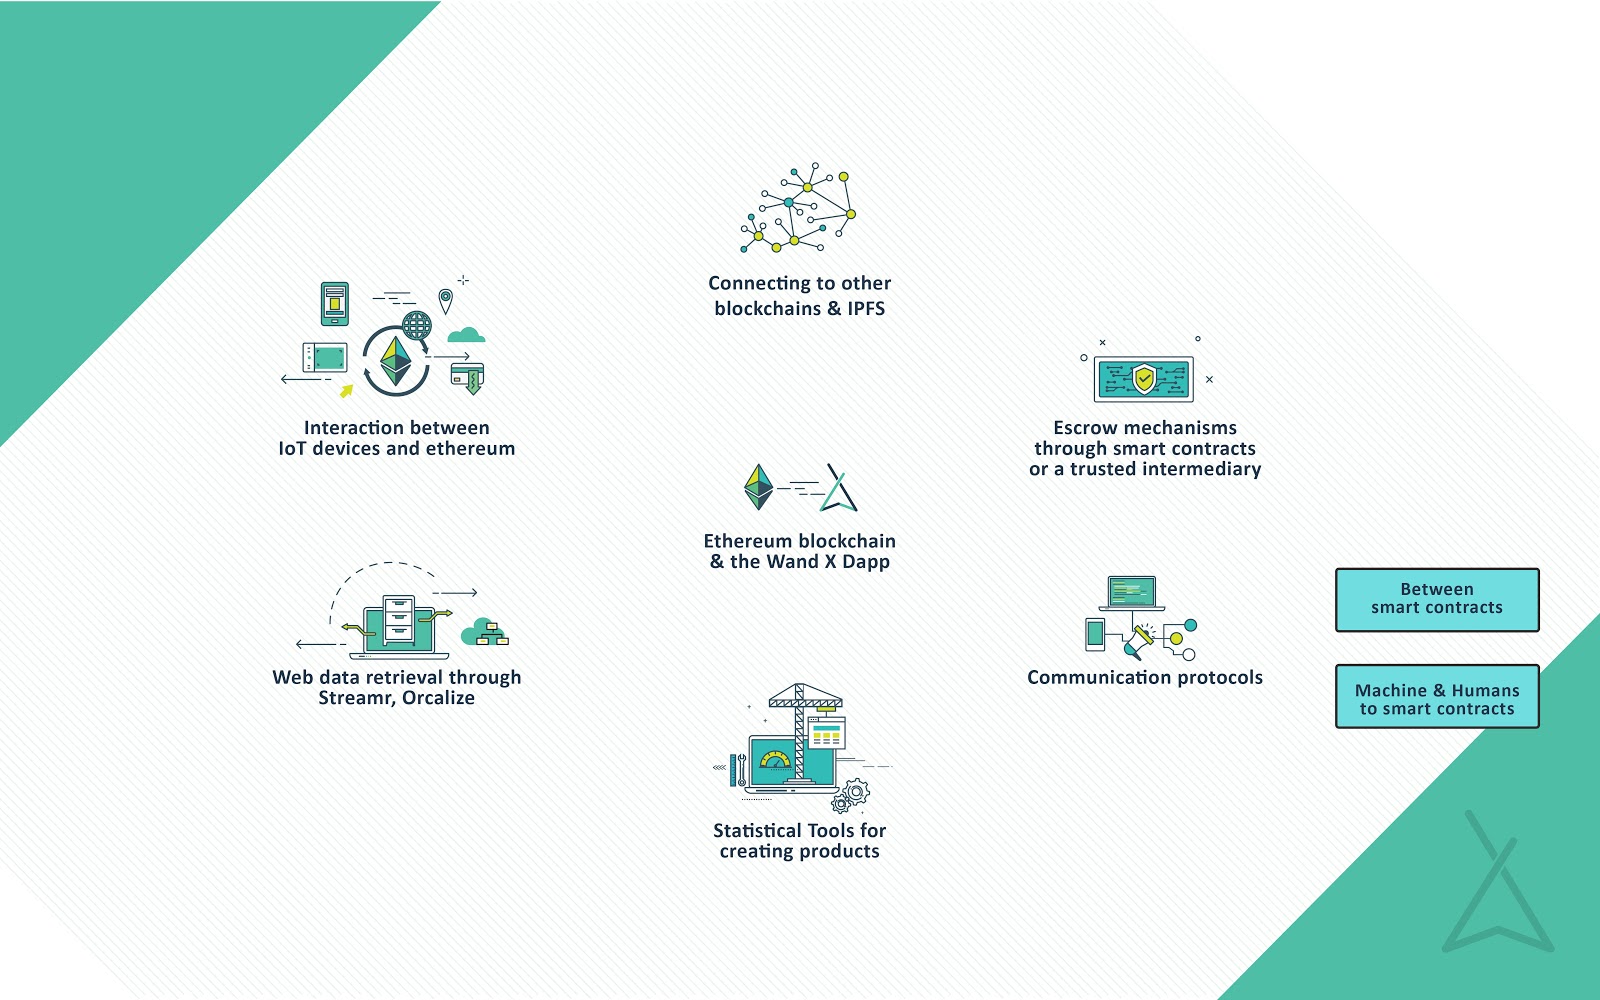 Connecting to other
blockchains & IPFS
Interaction between
IoT devices and ethereum
Escrow mechanisms
through smart contracts
or a trusted intermediary
Ethereum blockchain
& the Wand X Dapp
Web data retrieval through
Streamr, Orcalize
Communication protocols
Between
smart contracts
Machine & Humans
to smart contracts
Statistical Tools for
creating products